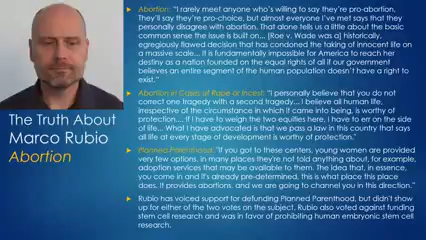 The Truth About
Marco Rubio
Abortion
Abortion: "I rarely meet anyone who's willing to say they're pro-abortion.
They'll say they're pro-choice, but almost everyone I've met says that they
personally disagree with abortion. That alone tells us a little about the basic
common sense the issue is built on... [Roe v. Wade was a] historically,
egregiously flawed decision that has condoned the taking of innocent life on
a massive scale... It is fundamentally impossible for America to reach her
destiny as a nation founded on the equal rights of all if our government
believes an entire segment of the human population doesn't have a right to
exist."
Abortion in Cases of Rape or Incest: "I personally believe that you do not
correct one tragedy with a second tragedy... I believe all human life,
irrespective of the circumstance in which it came into being, is worthy of
protection.... If I have to weigh the two equities here, I have to err on the side
of life... What I have advocated is that we pass a law in this country that says
all life at every stage of development is worthy of protection."
Planned Parenthood: "If you got to these centers, young women are provided
very few options, in many places they're not told anything about, for example,
adoption services that may be available to them. The idea that, in essence,
you come in and it's already pre-determined, this is what place this place
does. It provides abortions. and we are going to channel you in this direction."
Rubio has voiced support for defunding Planned Parenthood, but didn't show
up for either of the two votes on the subject. Rubio also voted against funding
stem cell research and was in favor of prohibiting human embryonic stem cell
research.